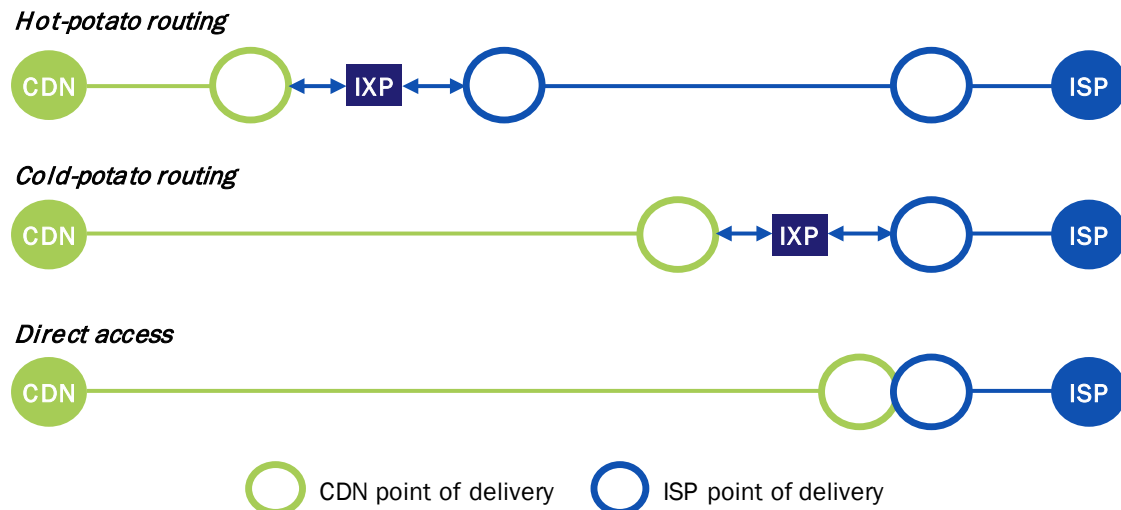 Hot-potato routing
CDN IXP ISP
Cold-potato routing
CDN IXP ISP
Direct access
CDN ISP
CDN point of delivery ISP point of delivery